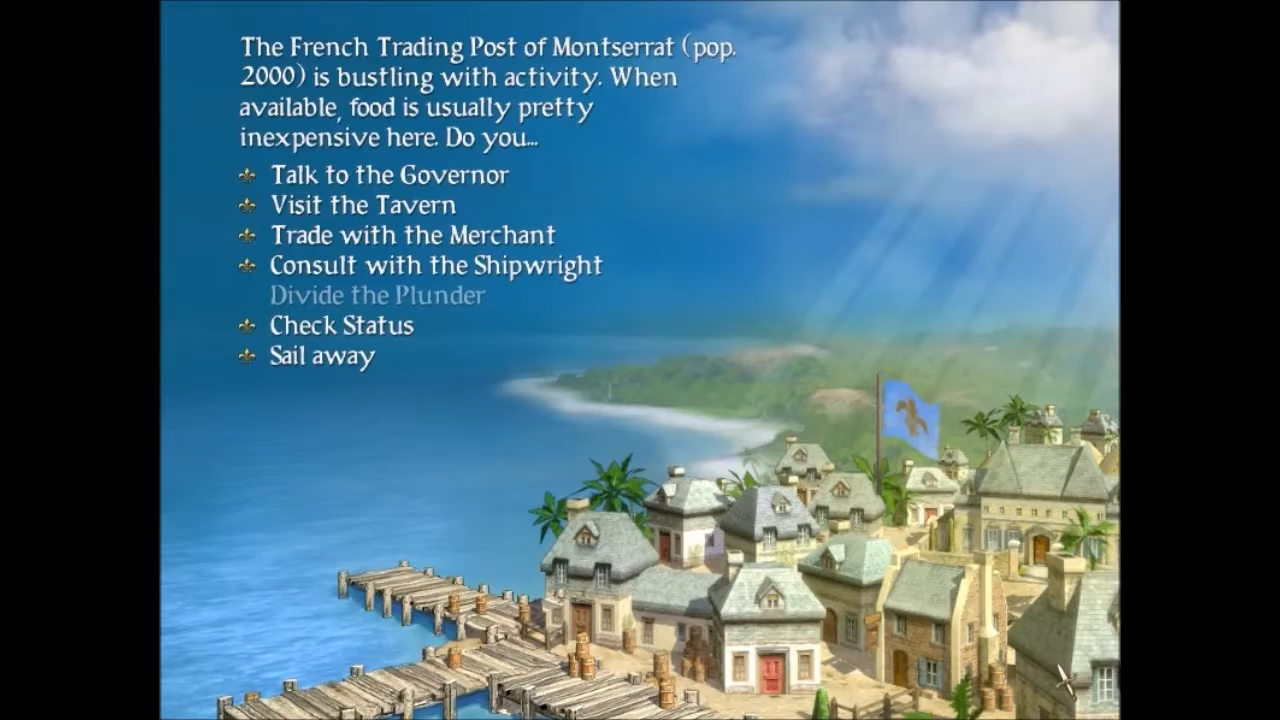 The French Trading Post of Montserrat (pop.
2000) is bustling with activity. When
available, food is usually pretty
inexpensive here. Do you...
Talk to the Governor
Visit the Tavern
Trade with the Merchant
Consult with the Shipwright
Divide the Plunder
Check Status
Sail away